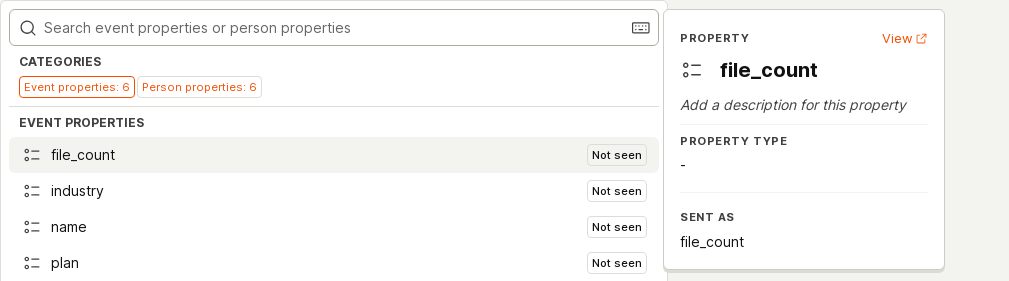 Search event properties or person properties
CATEGORIES
Event properties: 6 Person properties: 6
EVENT PROPERTIES
file_count Not seen
industry Not seen
name Not seen
plan Not seen
PROPERTY View
file_count
Add a description for this property
PROPERTY TYPE
-
SENT AS
file_count